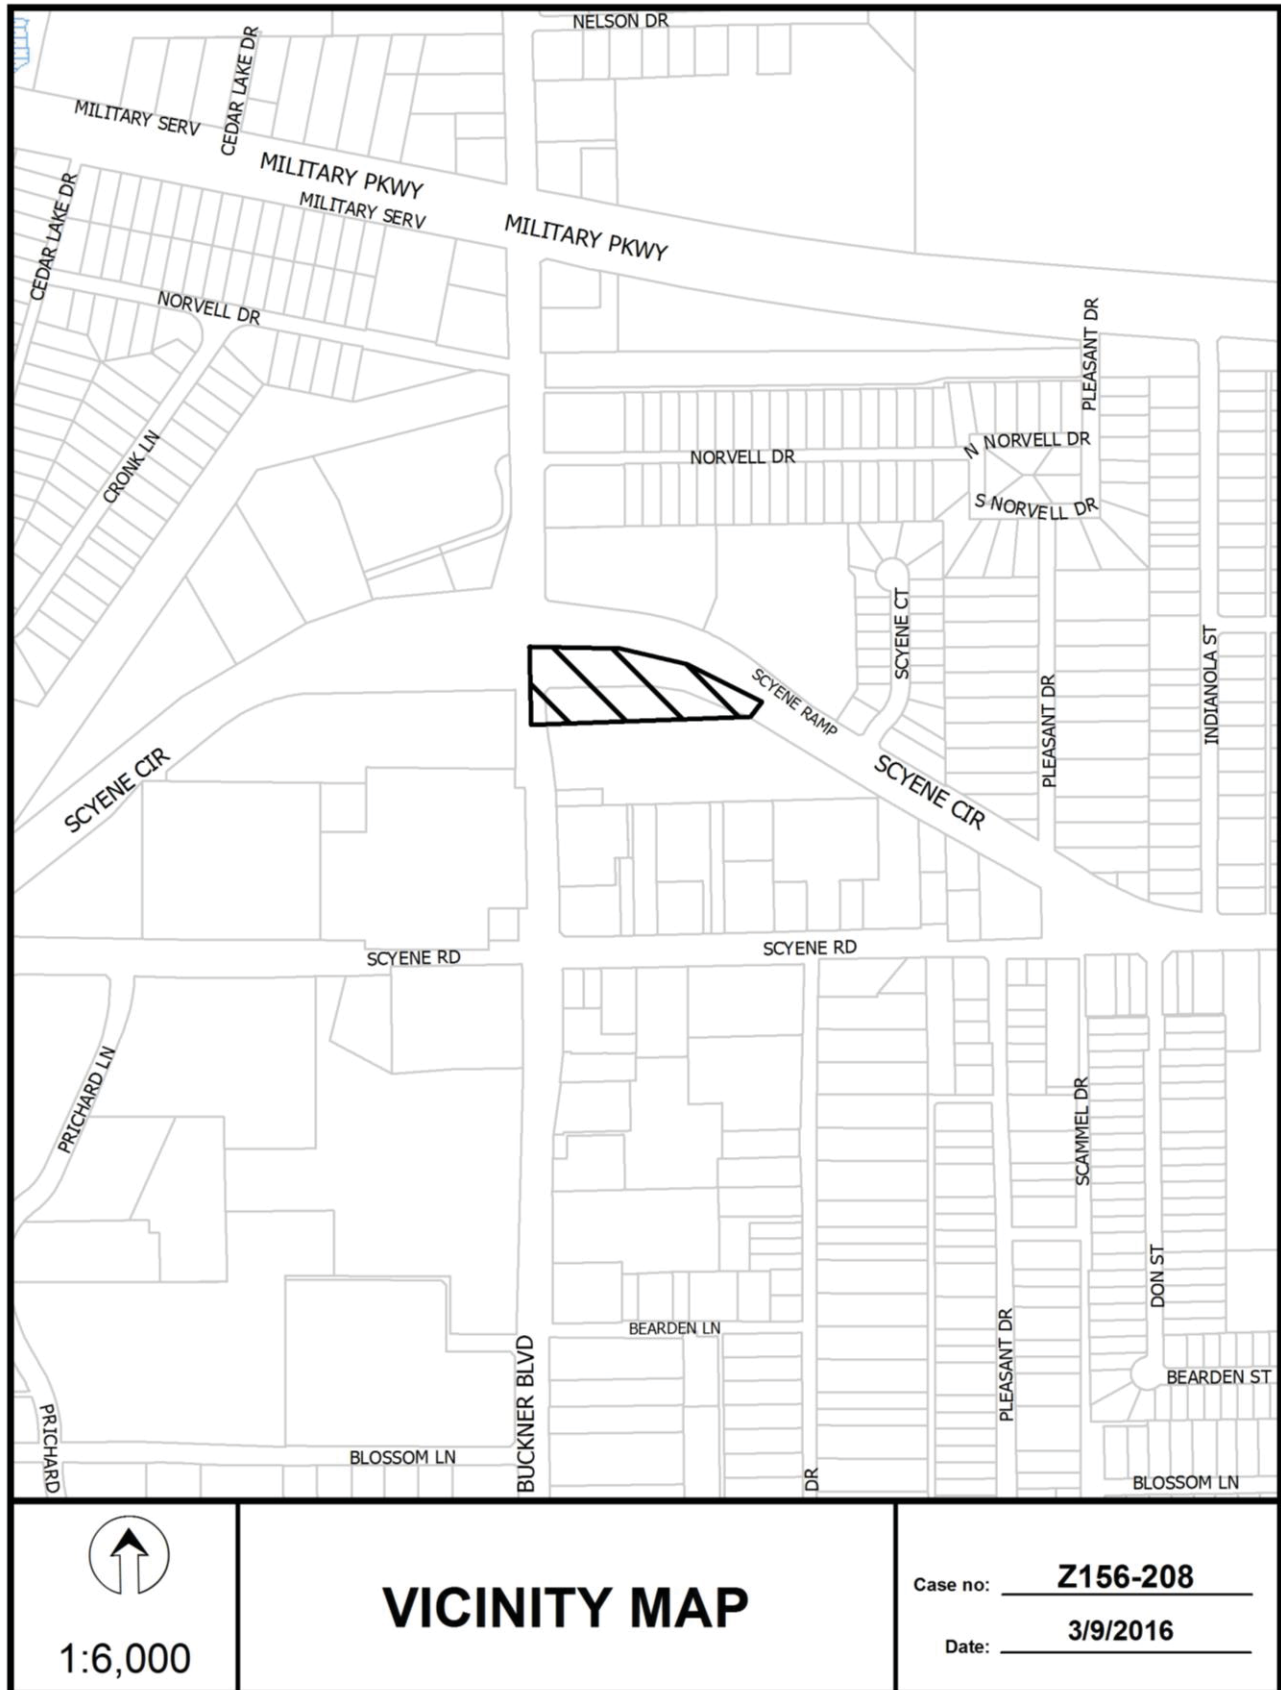 NELSON DR
CEDAR LAKE DR
MILITARY SERV
MILITARY PKWY
MILITARY SERV
MILITARY PKWY
CEDAR LAKE DR
NORVELL DR
PLEASANT DR
CRONK LN
NORVELL DR
N NORVELL DR
S NORVELL DR
SCYENE CT
INDIANOLA ST
SCYENE RAMP
PLEASANT DR
SCYENE CIR
SCYENE CIR
SCYENE RD
SCYENE RD
PRICHARD LN
SCAMMEL DR
DON ST
BEARDEN LN
PLEASANT DR
BUCKNER BLVD
BEARDEN ST
PRICHARD
BLOSSOM LN
DR
BLOSSOM LN
1:6,000
VICINITY MAP
Case no: Z156-208
Date: 3/9/2016